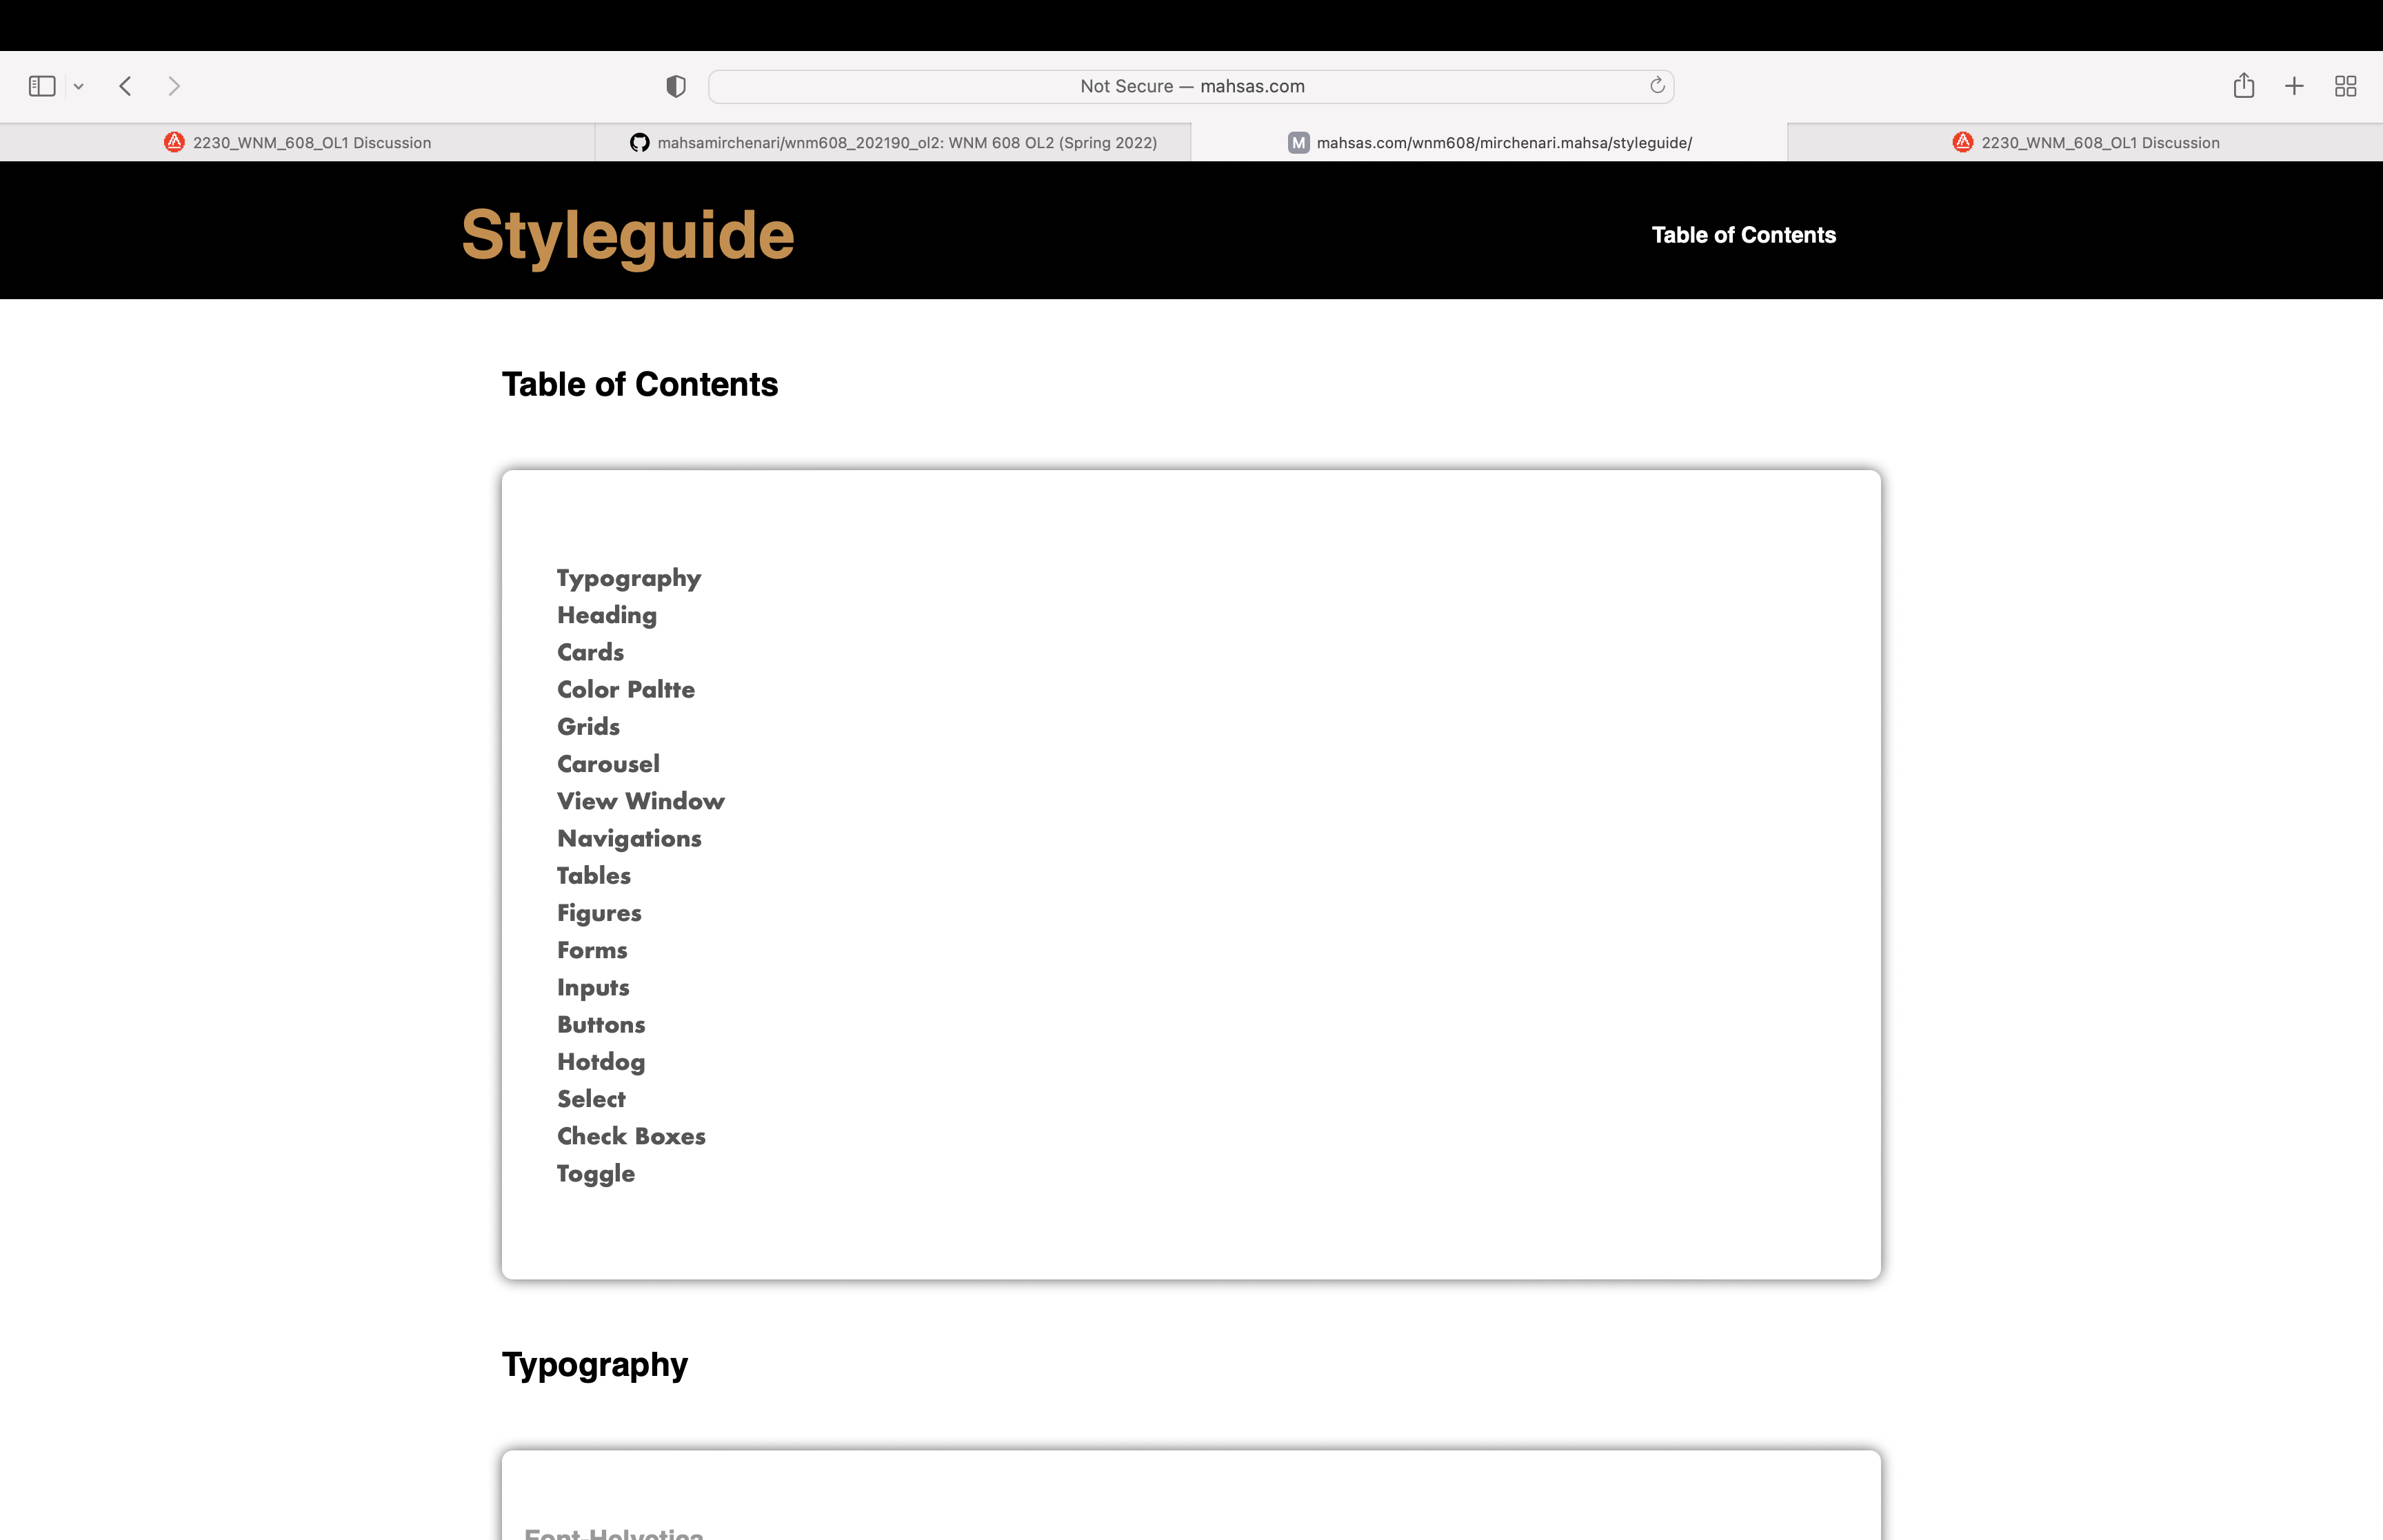 Not Secure — mahsas.com
2230_WNM_608_OL1 Discussion
mahsamirchenari/wnm608_202190_ol2: WNM 608 OL2 (Spring 2022)
M mahsas.com/wnm608/mirchenari.mahsa/styleguide/
2230_WNM_608_OL1 Discussion
Styleguide
Table of Contents
Table of Contents
Typography
Heading
Cards
Color Paltte
Grids
Carousel
View Window
Navigations
Tables
Figures
Forms
Inputs
Buttons
Hotdog
Select
Check Boxes
Toggle
Typography
Font-Helvetica